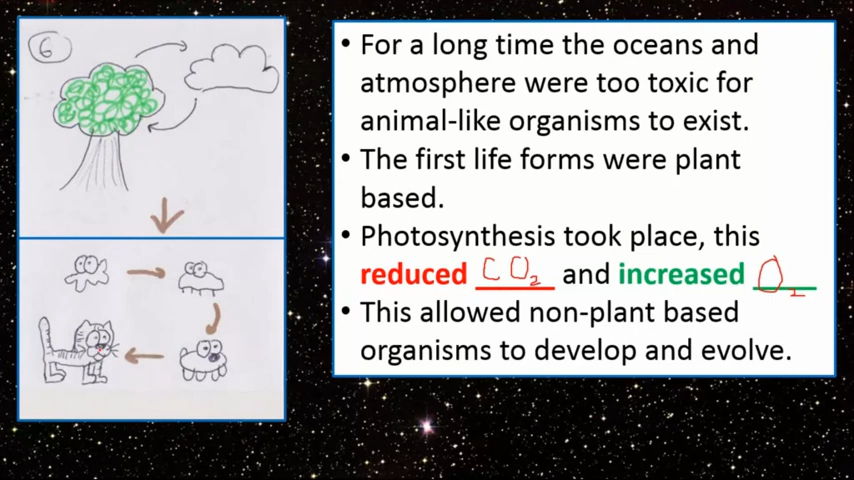 6
• For a long time the oceans and
atmosphere were too toxic for
animal-like organisms to exist.
• The first life forms were plant
based.
• Photosynthesis took place, this
reduced CO₂ and increased O₂
• This allowed non-plant based
organisms to develop and evolve.